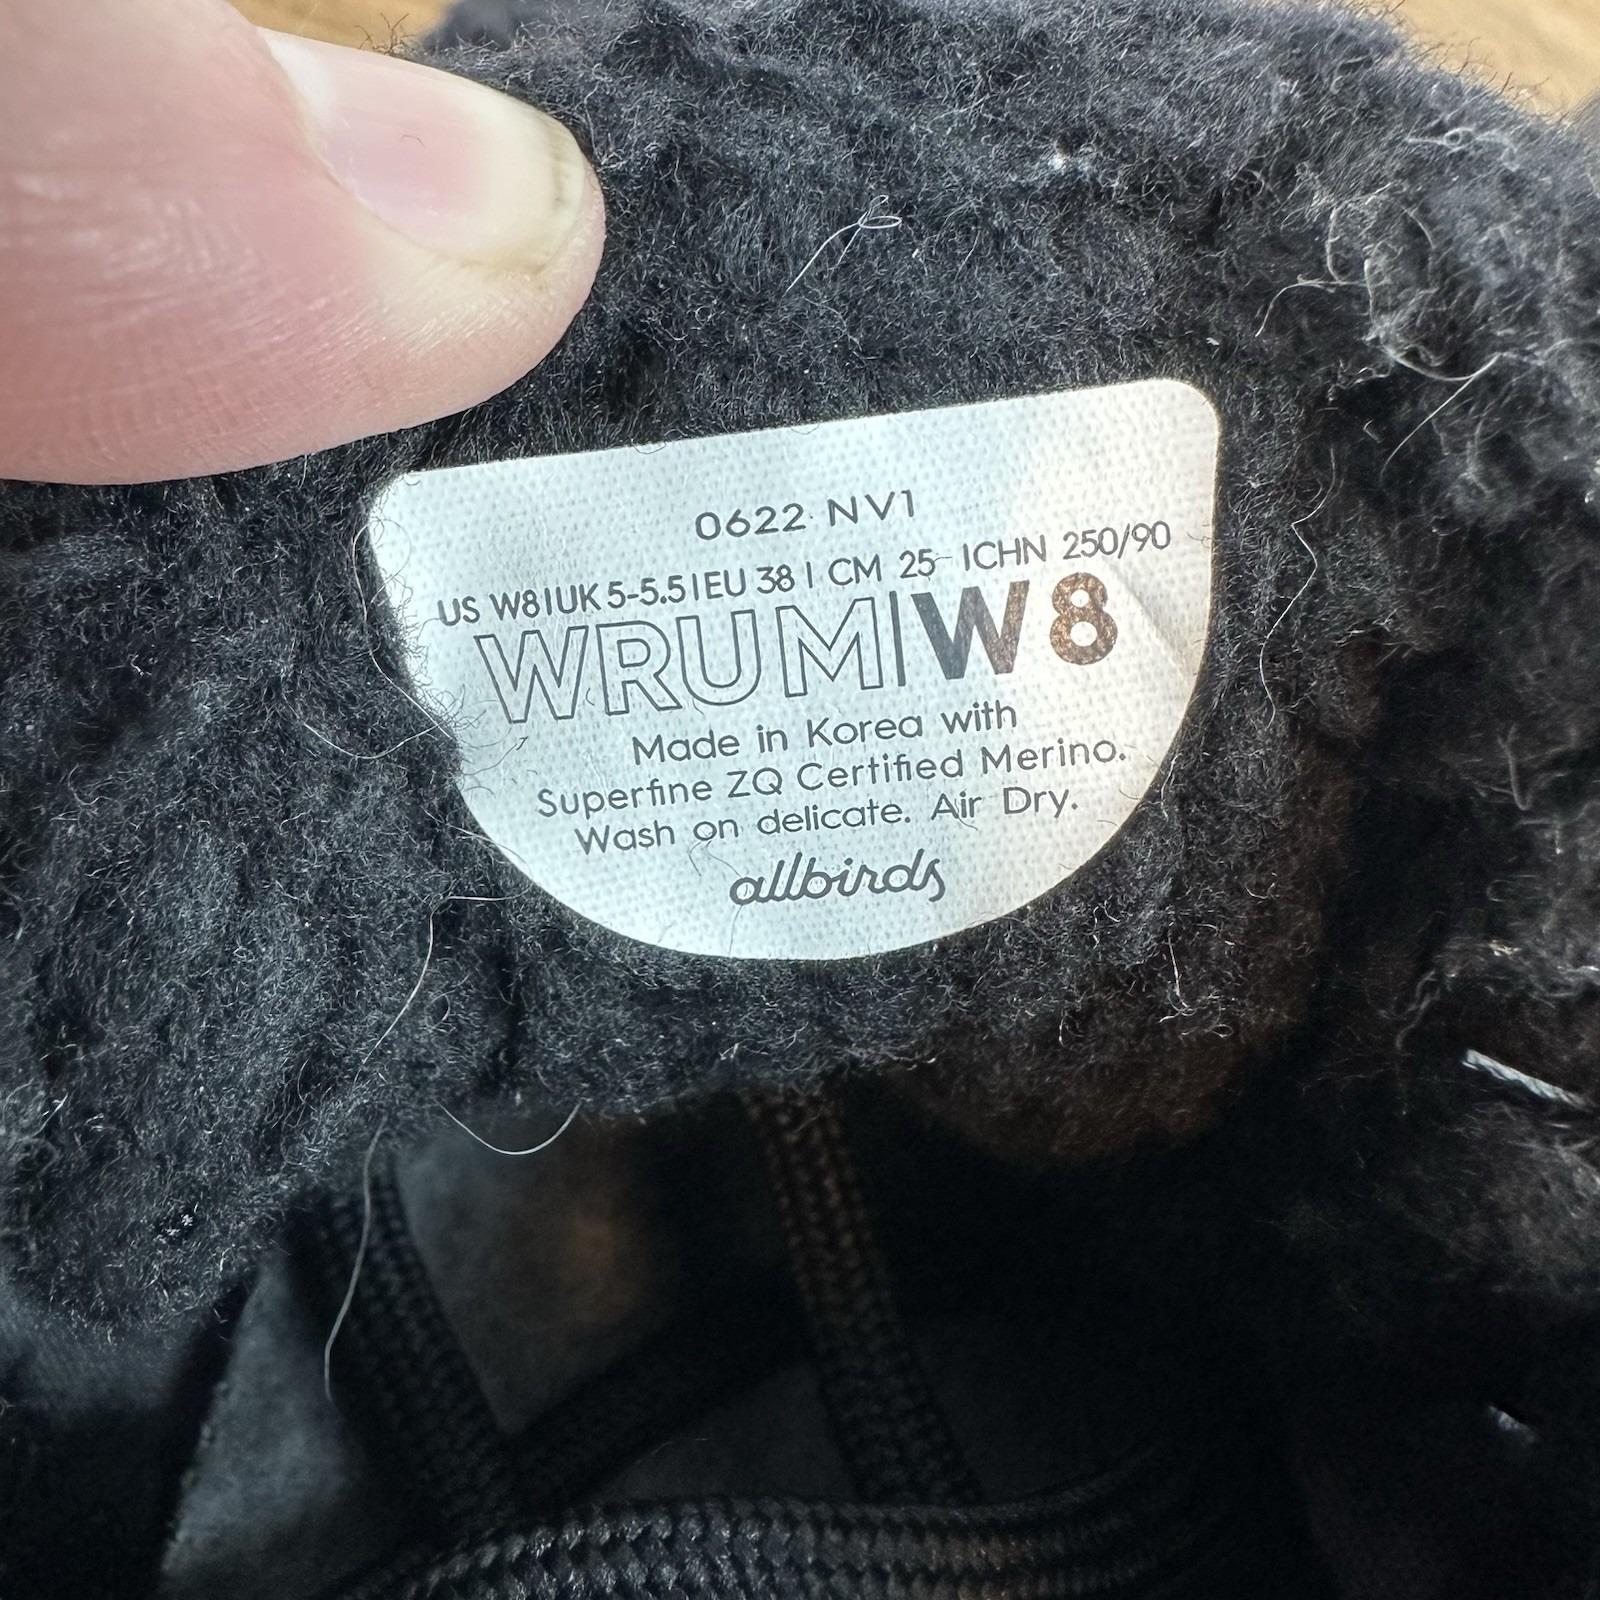 0622 NV1
US W8 | UK 5-5.5 | EU 38 | CM 25 | CHN 250/90
WRUM|W8
Made in Korea with
Superfine ZQ Certified Merino.
Wash on delicate. Air Dry.
allbirds